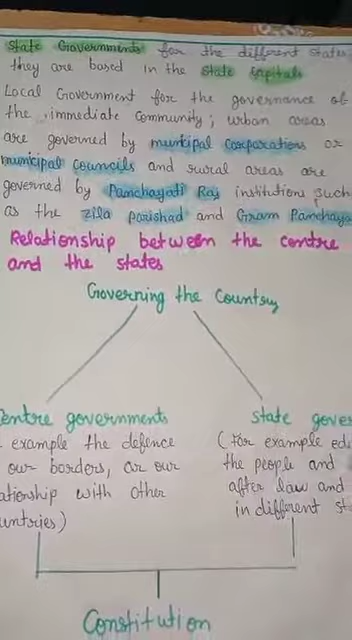 State Governments for the different states
they are based in the state capitals
Local Government for the governance of
the immediate community; urban areas
are governed by municipal corporations or
municipal councils and rural areas are
governed by Panchayati Raj institutions such
as the zila parishad and Gram Panchaya
Relationship between the centre
and the states
Governing the Country
entre governments
state gover
example the defence
(for example edu
our borders, or our
the people and
ationship with other
after law and
untries)
in different st
Constitution